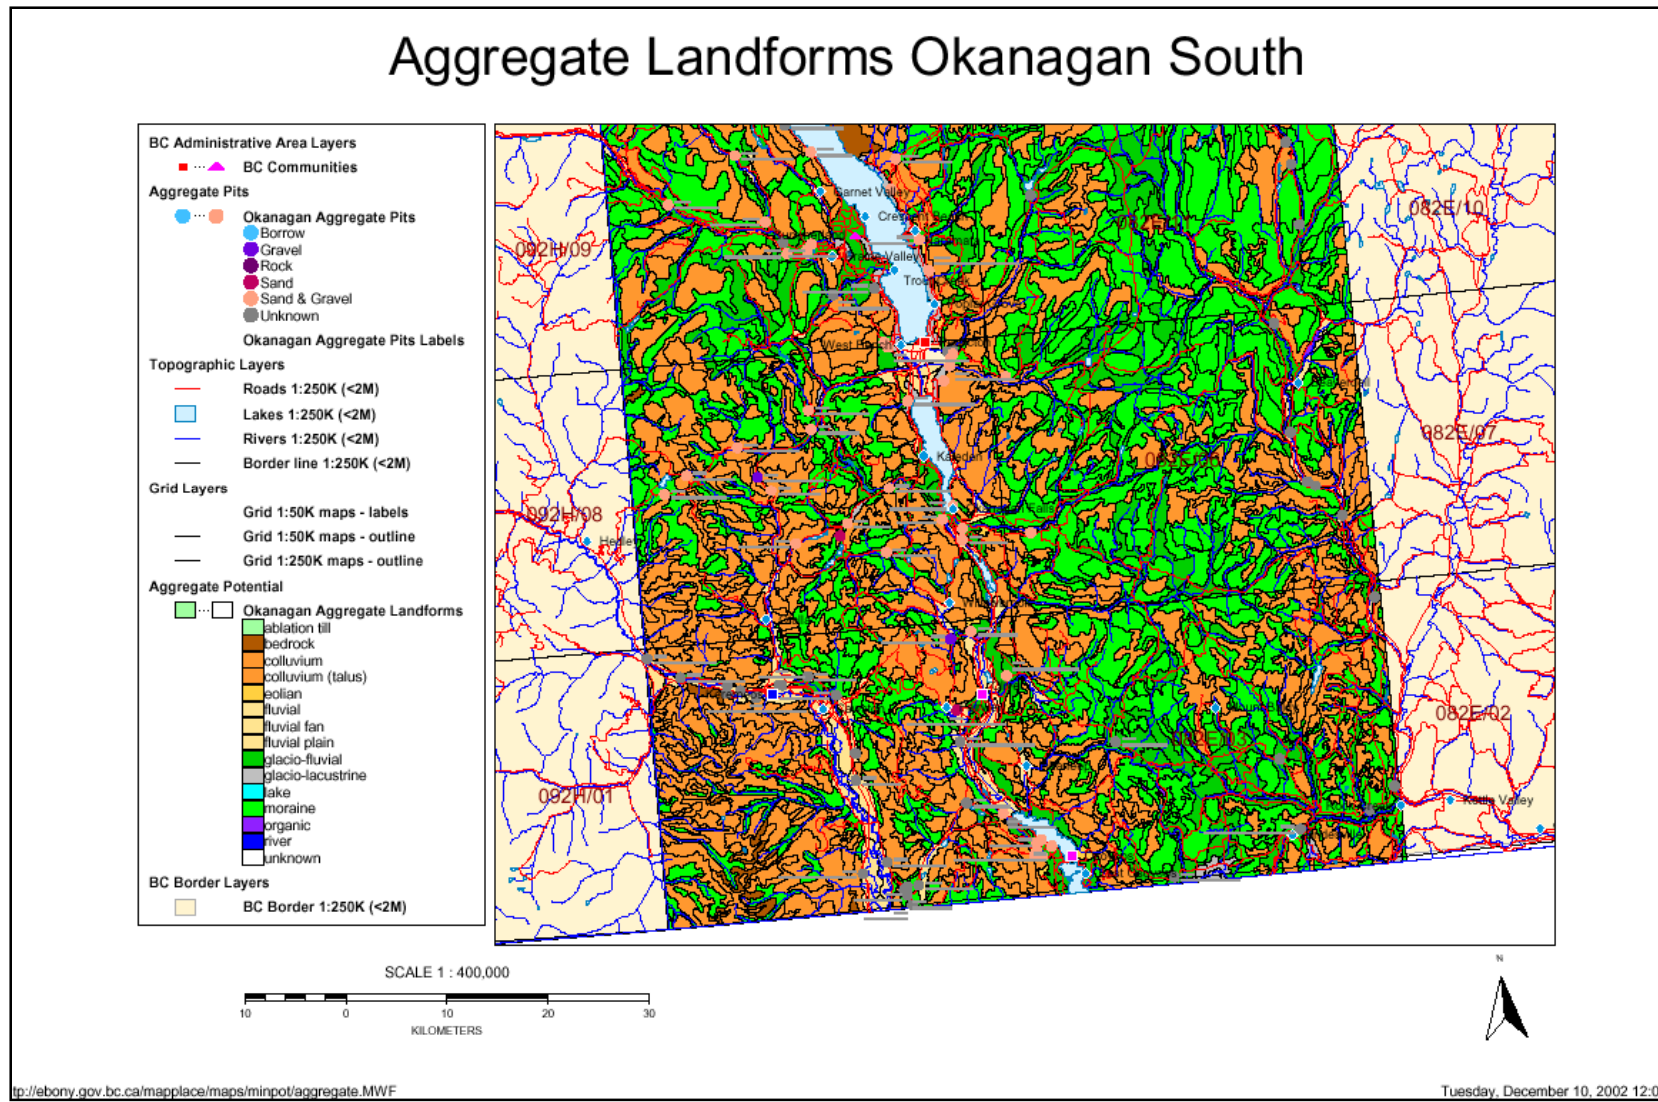 Aggregate Landforms Okanagan South
BC Administrative Area Layers
BC Communities
Aggregate Pits
Okanagan Aggregate Pits
Borrow
Gravel
Rock
Sand
Sand & Gravel
Unknown
Okanagan Aggregate Pits Labels
Topographic Layers
Roads 1:250K (<2M)
Lakes 1:250K (<2M)
Rivers 1:250K (<2M)
Border line 1:250K (<2M)
Grid Layers
Grid 1:50K maps - labels
Grid 1:50K maps - outline
Grid 1:250K maps - outline
Aggregate Potential
Okanagan Aggregate Landforms
ablation till
bedrock
colluvium
colluvium (talus)
eolian
fluvial
fluvial fan
fluvial plain
glacio-fluvial
glacio-lacustrine
lake
moraine
organic
river
unknown
BC Border Layers
BC Border 1:250K (<2M)
092H/09
092H/08
092H/01
082E/10
082E/07
082E/02
Garnet Valley
West Bench
Kaleden
Hedley
Kettle Valley
SCALE 1 : 400,000
10 0 10 20 30
KILOMETERS
N
tp://ebony.gov.bc.ca/mapplace/maps/minpot/aggregate.MWF
Tuesday, December 10, 2002 12:0